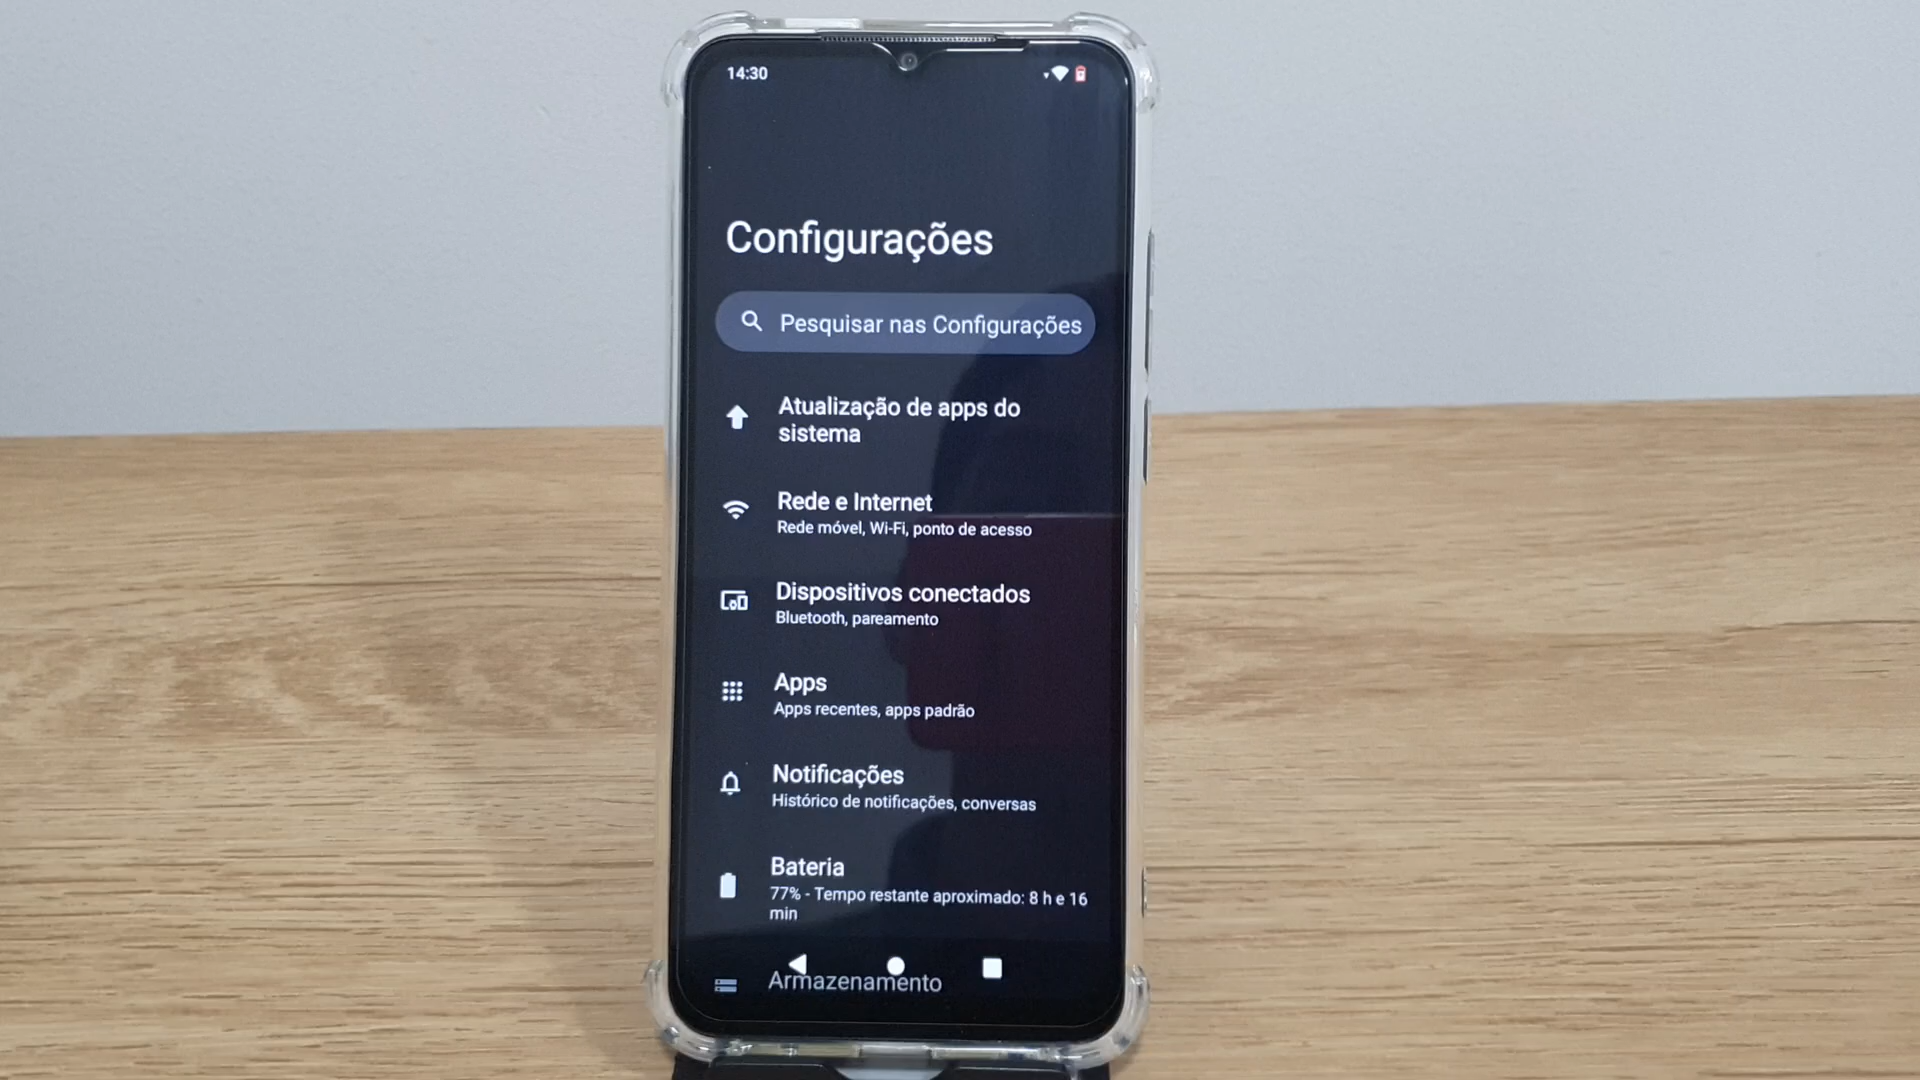 14:30
Configurações
Pesquisar nas Configurações
Atualização de apps do
sistema
Rede e Internet
Rede móvel, Wi-Fi, ponto de acesso
Dispositivos conectados
Bluetooth, pareamento
Apps
Apps recentes, apps padrão
Notificações
Histórico de notificações, conversas
Bateria
77% - Tempo restante aproximado: 8 h e 16
min
Armazenamento